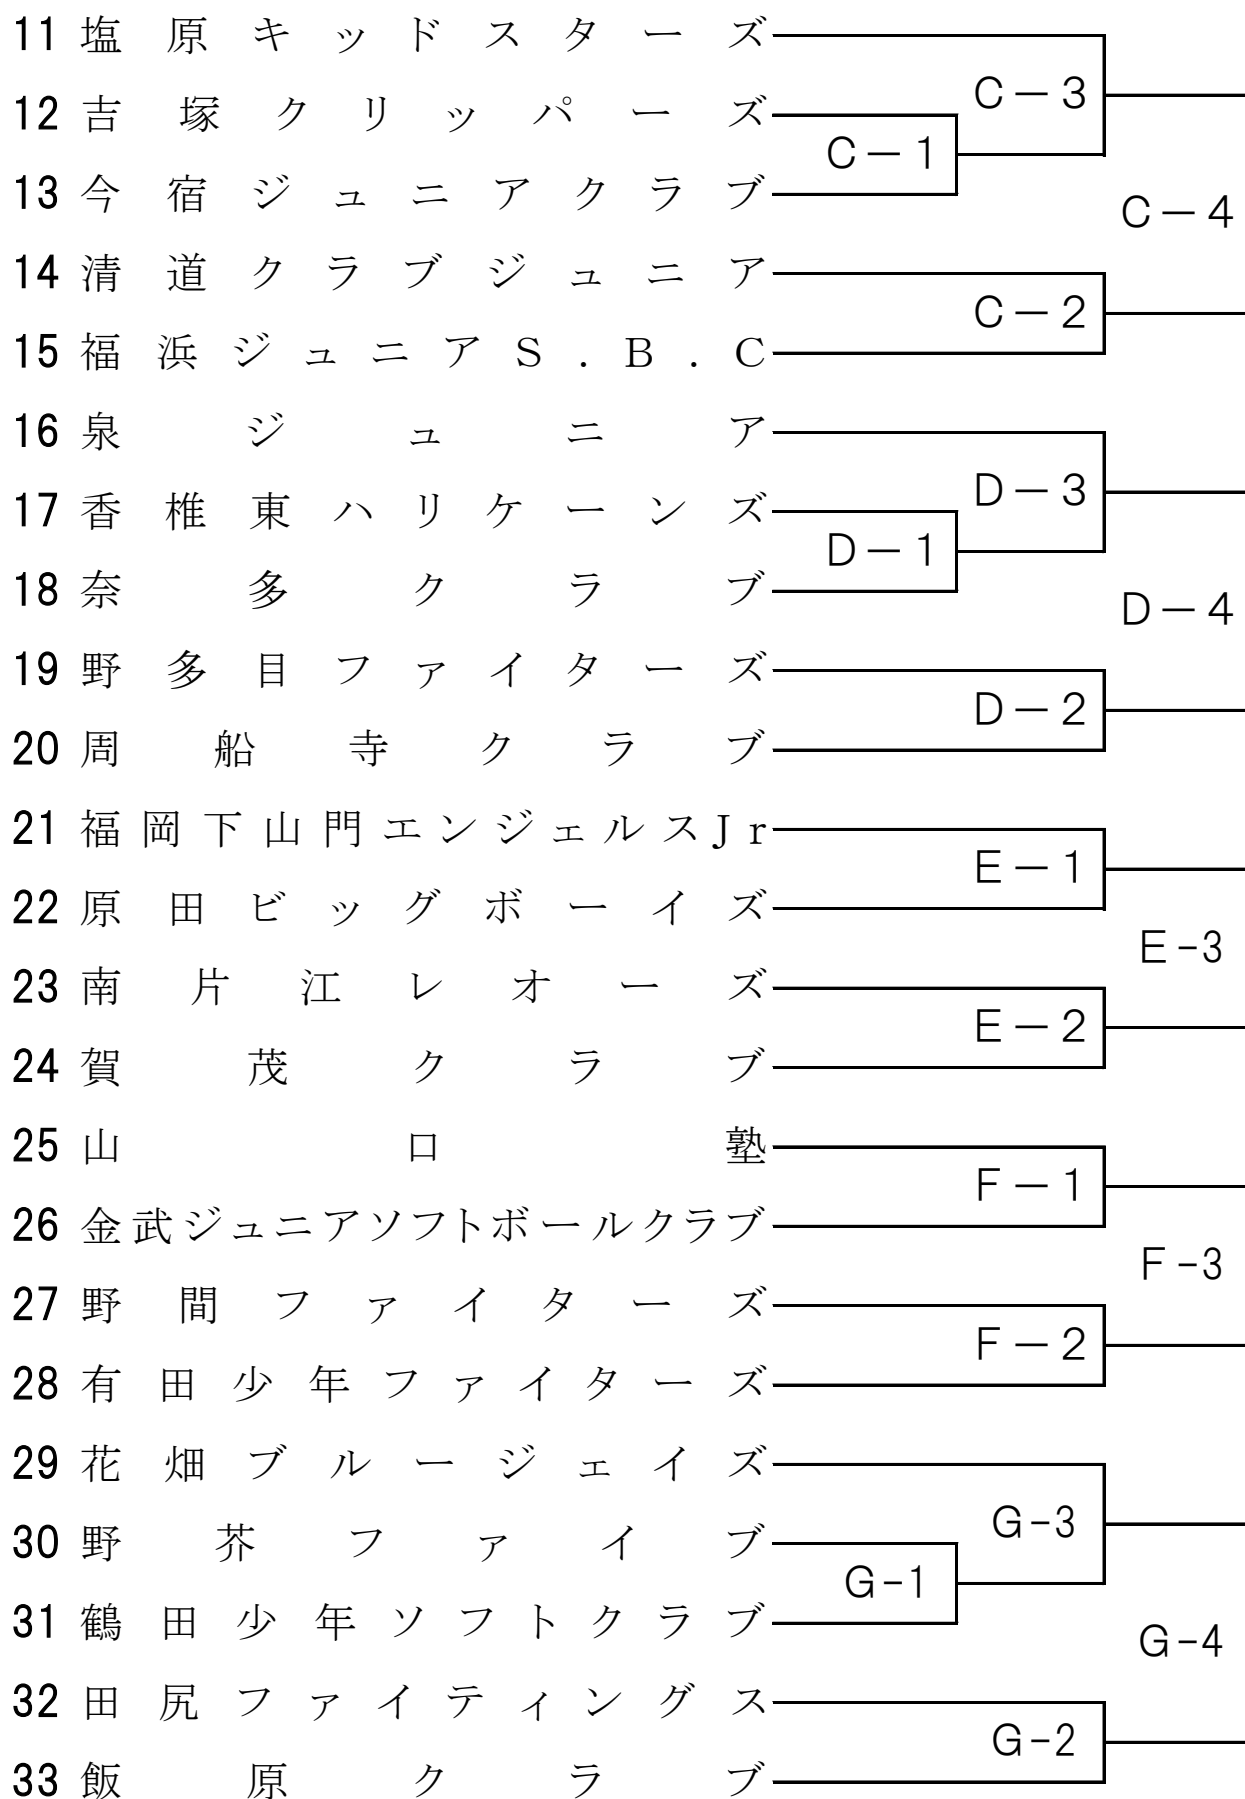 11 塩原キッドスターズ
C－3
12 吉塚クリッパーズ
C－1
13 今宿ジュニアクラブ
C－4
14 清道クラブジュニア
C－2
15 福浜ジュニアS.B.C
16 泉ジュニア
D－3
17 香椎東ハリケーンズ
D－1
18 奈多クラブ
D－4
19 野多目ファイターズ
D－2
20 周船寺クラブ
21 福岡下山門エンジェルスJr
E－1
22 原田ビッグボーイズ
E-3
23 南片江レオーズ
E－2
24 賀茂クラブ
25 山口塾
F－1
26 金武ジュニアソフトボールクラブ
F-3
27 野間ファイターズ
F－2
28 有田少年ファイターズ
29 花畑ブルージェイズ
G-3
30 野芥ファイブ
G-1
31 鶴田少年ソフトクラブ
G-4
32 田尻ファイティングス
G-2
33 飯原クラブ